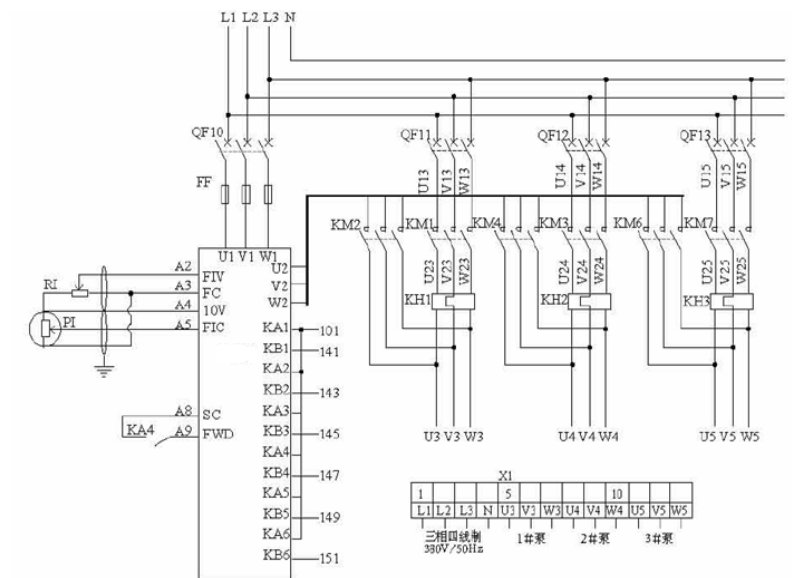 L1 L2 L3 N
QF10 QF11 QF12 QF13
FF
U13 V13 W13 U14 V14 W14 U15 V15 W15
KM2 KM1 KM4 KM3 KM6 KM7
U1 V1 W1
U23 V23 W23 U24 V24 W24 U25 V25 W25
U2
V2
W2
KH1 KH2 KH3
A2 FIV
RI A3 FC
A4 10V
PI A5 FIC
KA1 101
KB1 141
KA2
KB2 143
KA3
A8 SC
KA4 A9 FWD
KB3 145
KA4
KB4 147
KA5
KB5 149
KA6
KB6 151
U3 V3 W3 U4 V4 W4 U5 V5 W5
X1
1 5 10
L1 L2 L3 N U3 V3 W3 U4 V4 W4 U5 V5 W5
三相四线制 1#泵 2#泵 3#泵
380V/50Hz